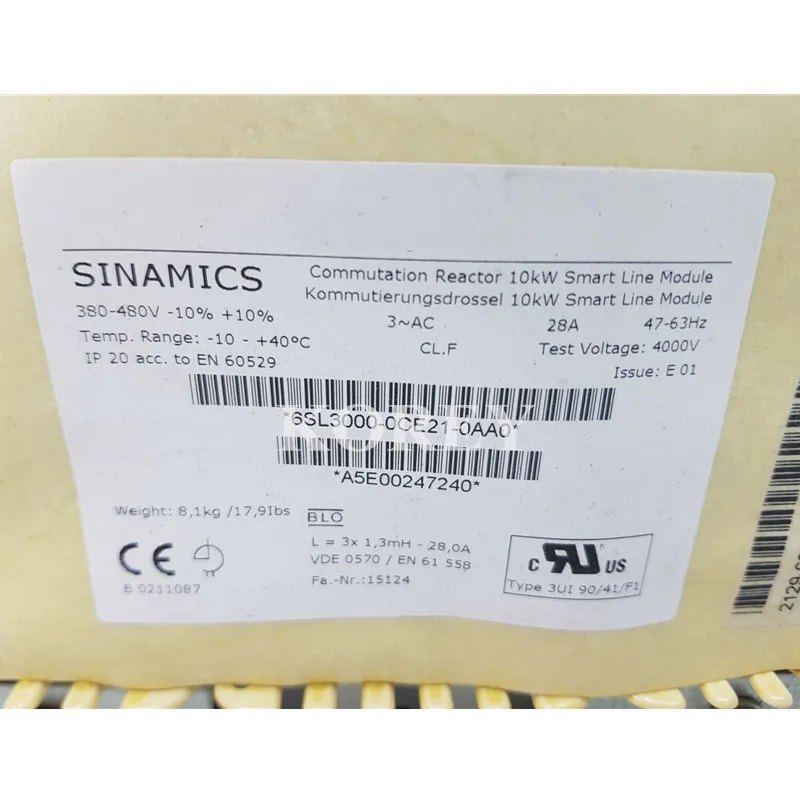 SINAMICS
Commutation Reactor 10kW Smart Line Module
Kommutierungsdrossel 10kW Smart Line Module
380-480V -10% +10%
3~AC 28A 47-63Hz
Temp. Range: -10 - +40°C
CL.F Test Voltage: 4000V
IP 20 acc. to EN 60529
Issue: E 01
*6SL3000-0CE21-0AA0*
KOREY
*A5E00247240*
Weight: 8,1kg /17,9lbs
BLO
L = 3x 1,3mH - 28,0A
VDE 0570 / EN 61 558
Fa.-Nr.:15124
CE
B 0211087
c RU US
Type 3UI 90/41/F1